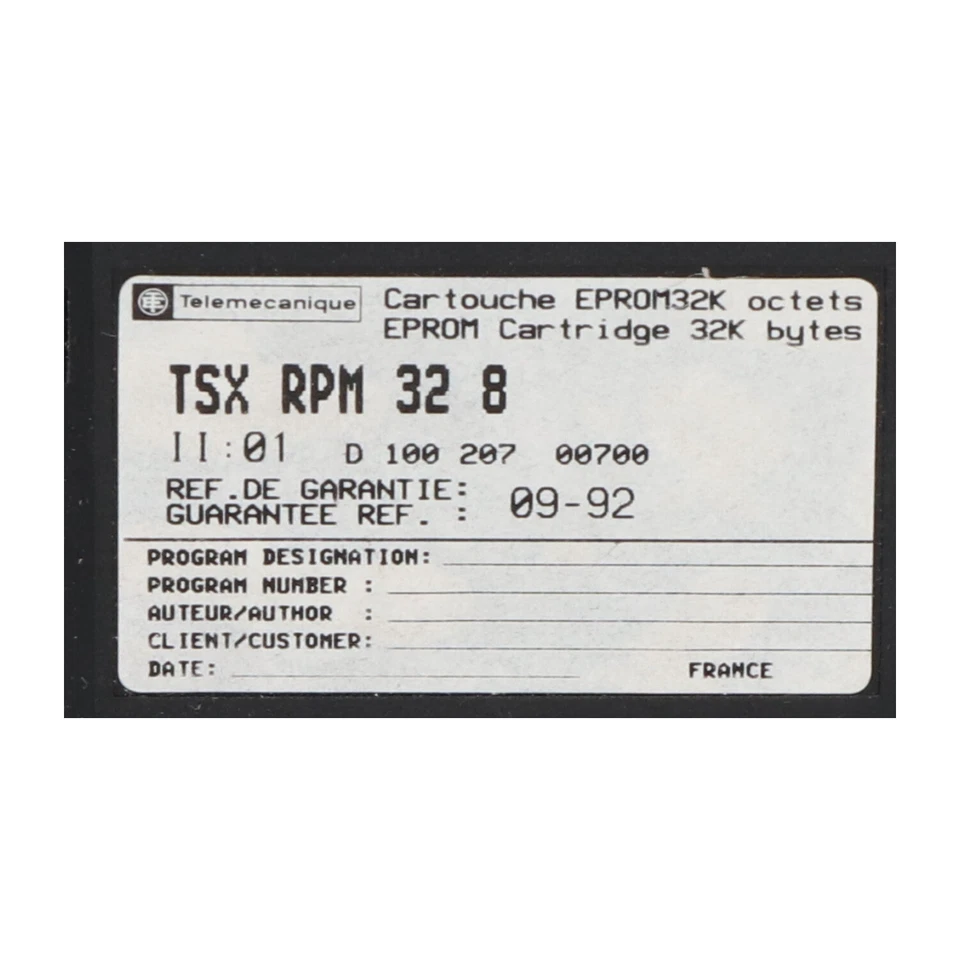 Telemecanique
Cartouche EPROM32K octets
EPROM Cartridge 32K bytes
TSX RPM 32 8
II:01 D 100 207 00700
REF.DE GARANTIE:
GUARANTEE REF. : 09-92
PROGRAM DESIGNATION:
PROGRAM NUMBER :
AUTEUR/AUTHOR :
CLIENT/CUSTOMER:
DATE: FRANCE